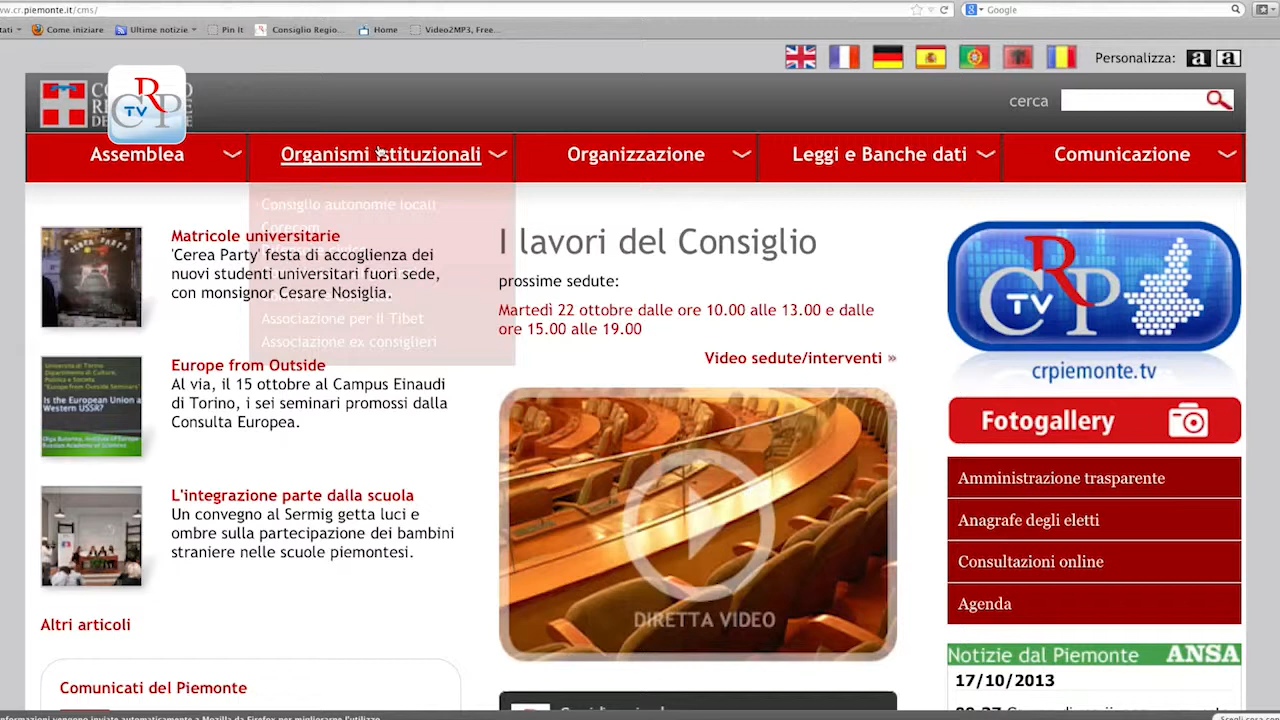 ww.cr.piemonte.it/cms/
Google
tati
Come iniziare
Ultime notizie
Pin It
Consiglio Regio...
Home
Video2MP3, Free...
Personalizza: a a
CRP TV
cerca
Assemblea
Organismi istituzionali
Organizzazione
Leggi e Banche dati
Comunicazione
Consiglio autonomie locali
Corecom
Associazione per il Tibet
Associazione ex consiglieri
Matricole universitarie
'Cerea Party' festa di accoglienza dei
nuovi studenti universitari fuori sede,
con monsignor Cesare Nosiglia.
Europe from Outside
Al via, il 15 ottobre al Campus Einaudi
di Torino, i sei seminari promossi dalla
Consulta Europea.
L'integrazione parte dalla scuola
Un convegno al Sermig getta luci e
ombre sulla partecipazione dei bambini
straniere nelle scuole piemontesi.
Altri articoli
Comunicati del Piemonte
I lavori del Consiglio
prossime sedute:
Martedì 22 ottobre dalle ore 10.00 alle 13.00 e dalle
ore 15.00 alle 19.00
Video sedute/interventi »
DIRETTA VIDEO
CRP TV
crpiemonte.tv
Fotogallery
Amministrazione trasparente
Anagrafe degli eletti
Consultazioni online
Agenda
Notizie dal Piemonte ANSA
17/10/2013